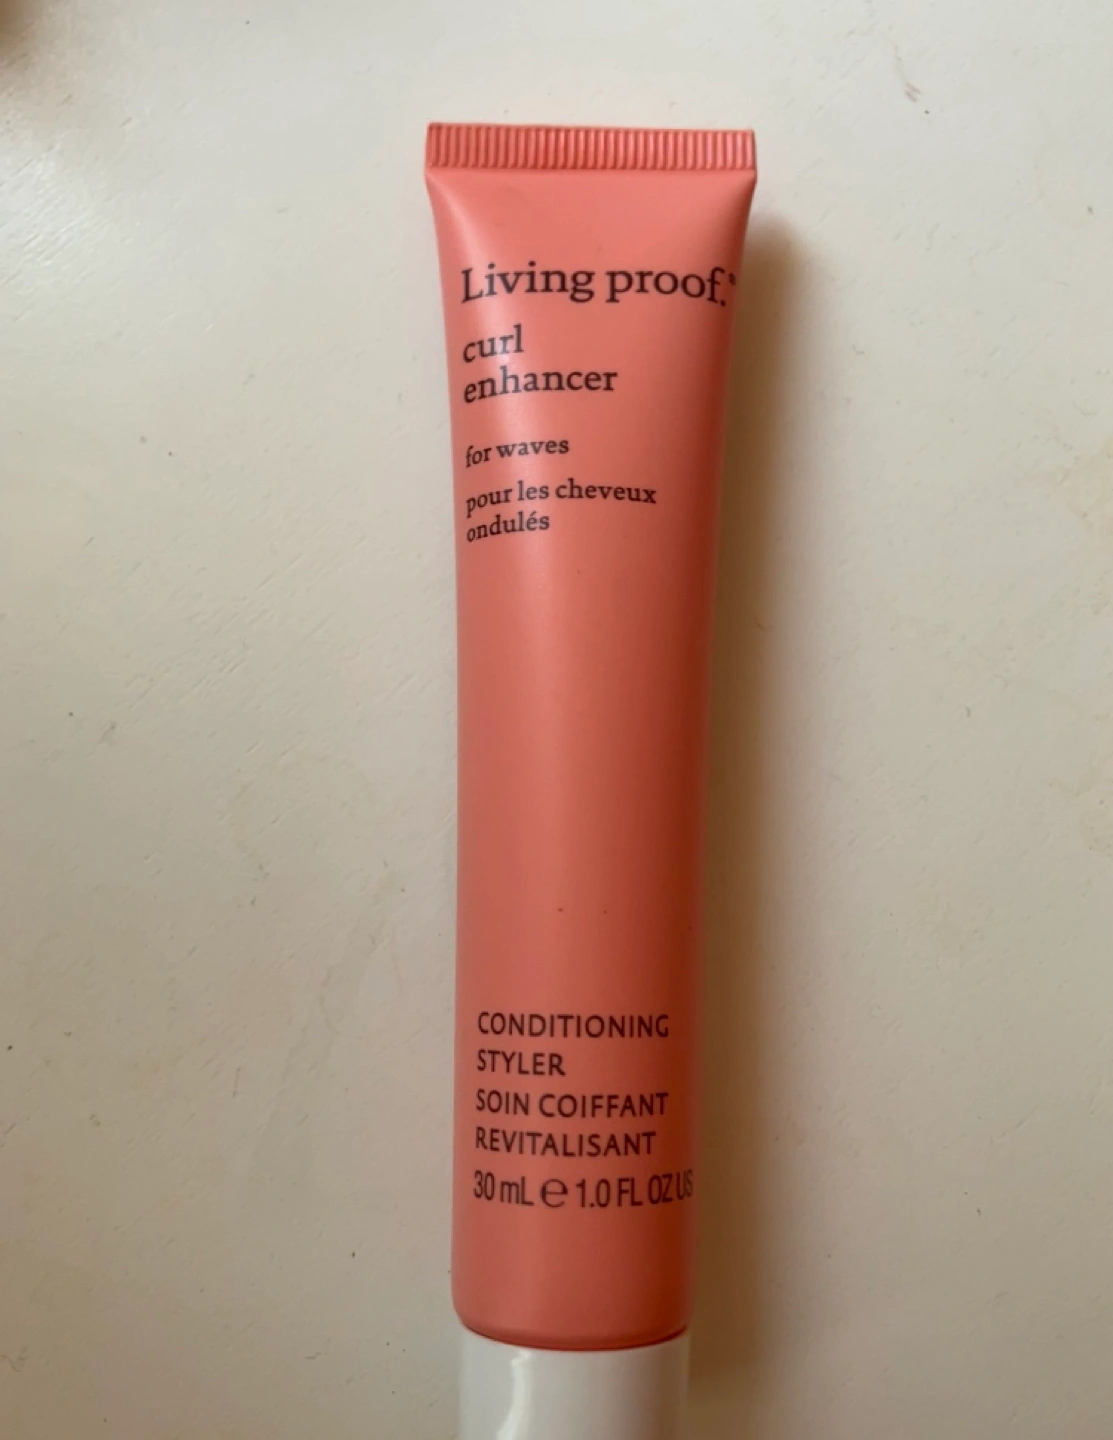 Living proof.®
curl
enhancer
for waves
pour les cheveux
ondulés
CONDITIONING
STYLER
SOIN COIFFANT
REVITALISANT
30 mL ℮ 1.0 FL OZ US